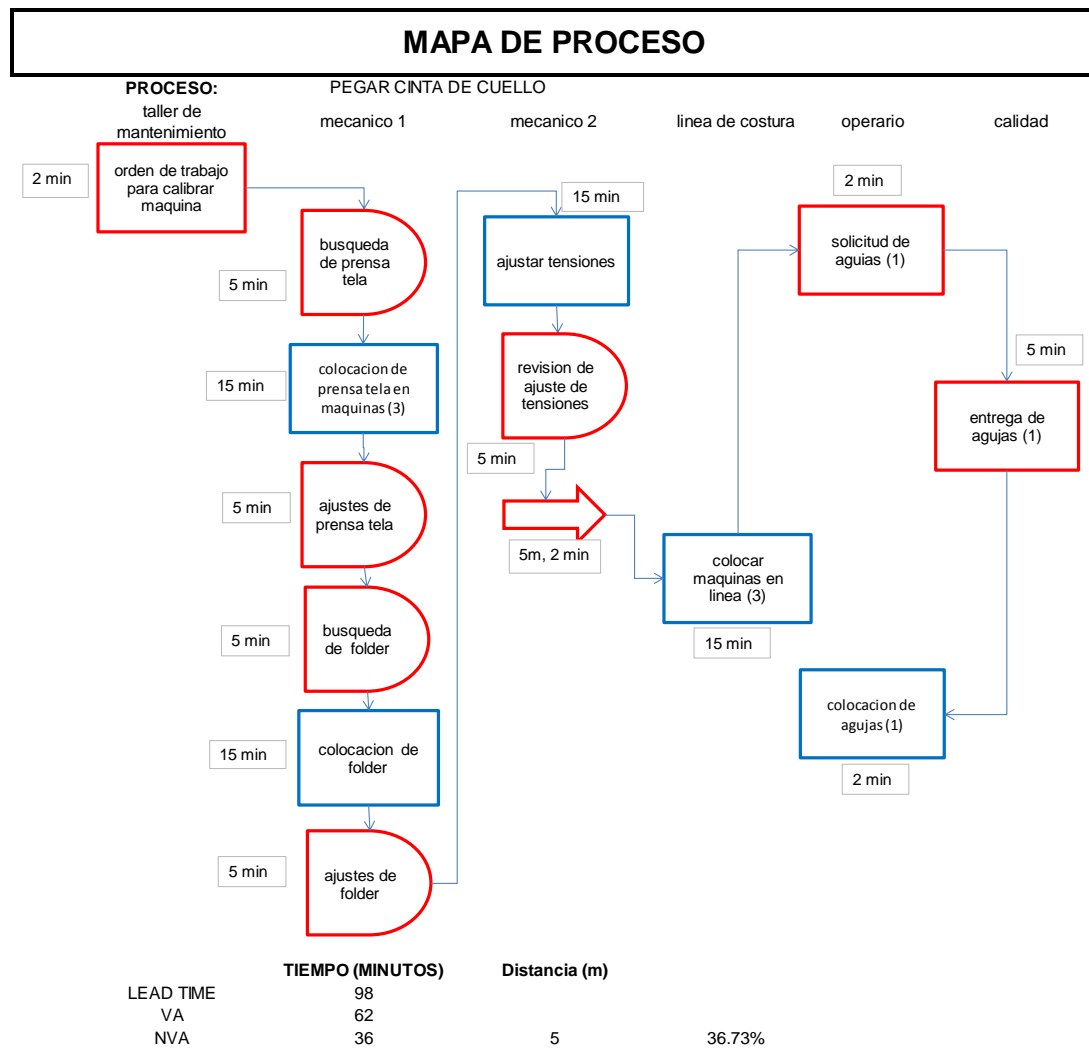 MAPA DE PROCESO
PROCESO:
PEGAR CINTA DE CUELLO
taller de
mantenimiento
mecanico 1
mecanico 2
linea de costura
operario
calidad
2 min
orden de trabajo
para calibrar
maquina
5 min
busqueda
de prensa
tela
15 min
colocacion de
prensa tela en
maquinas (3)
5 min
ajustes de
prensa tela
5 min
busqueda
de folder
15 min
colocacion de
folder
5 min
ajustes de
folder
15 min
ajustar tensiones
revision de
ajuste de
tensiones
5 min
5m, 2 min
colocar
maquinas en
linea (3)
15 min
2 min
solicitud de
agujas (1)
5 min
entrega de
agujas (1)
colocacion de
agujas (1)
2 min
TIEMPO (MINUTOS)
Distancia (m)
LEAD TIME 98
VA 62
NVA 36 5 36.73%